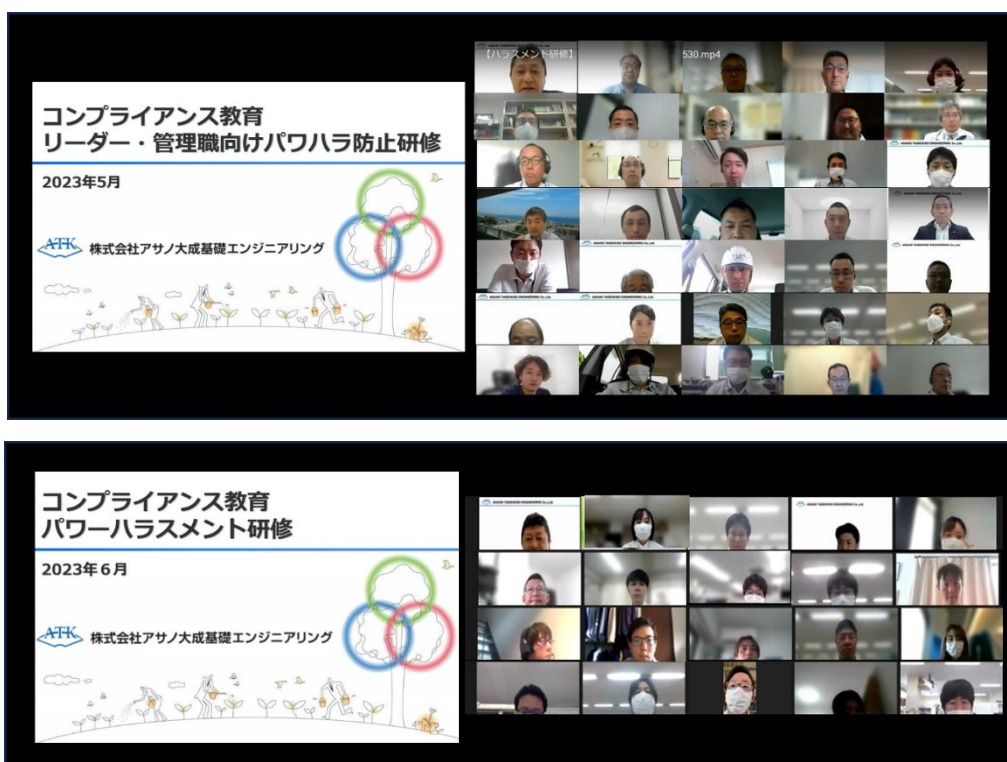 コンプライアンス教育
リーダー・管理職向けパワハラ防止研修
2023年5月
ATK 株式会社アサノ大成基礎エンジニアリング
【ハラスメント研修】 530.mp4
コンプライアンス教育
パワーハラスメント研修
2023年6月
ATK 株式会社アサノ大成基礎エンジニアリング